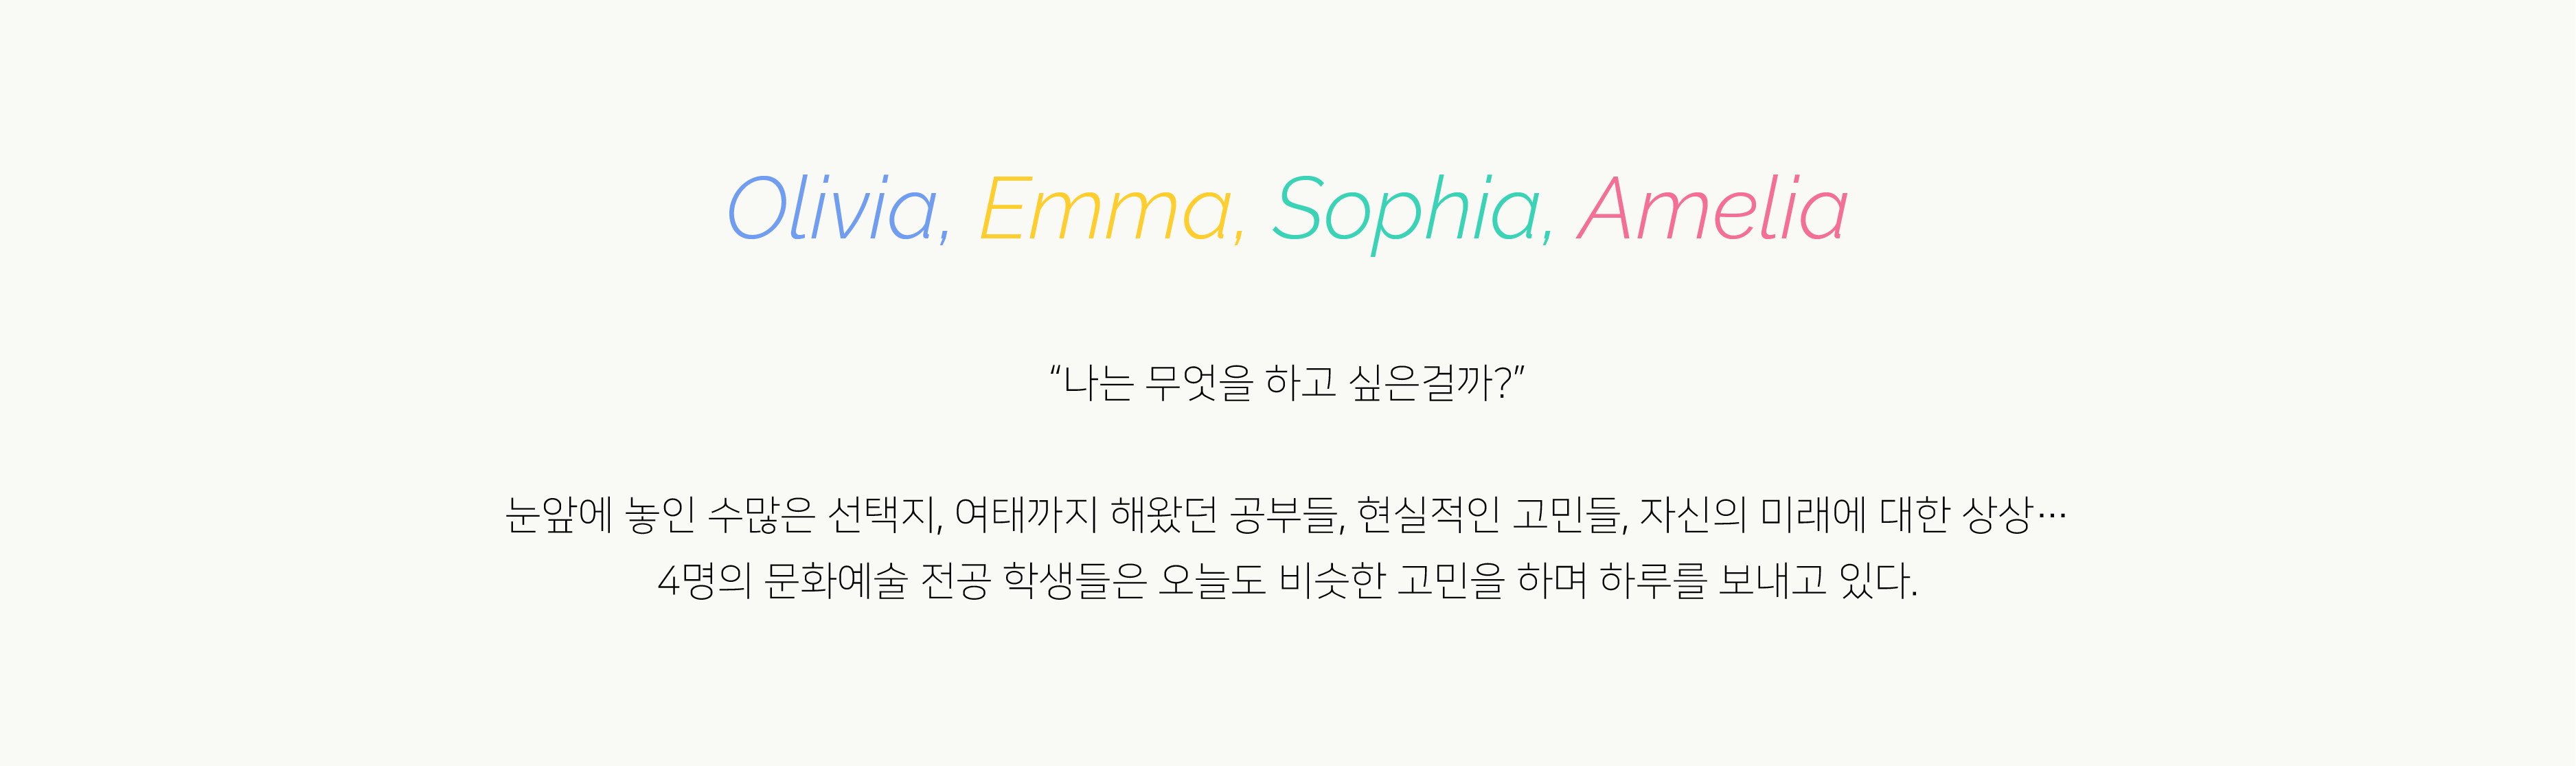 Olivia, Emma, Sophia, Amelia
“나는 무엇을 하고 싶은걸까?”
눈앞에 놓인 수많은 선택지, 여태까지 해왔던 공부들, 현실적인 고민들, 자신의 미래에 대한 상상…
4명의 문화예술 전공 학생들은 오늘도 비슷한 고민을 하며 하루를 보내고 있다.